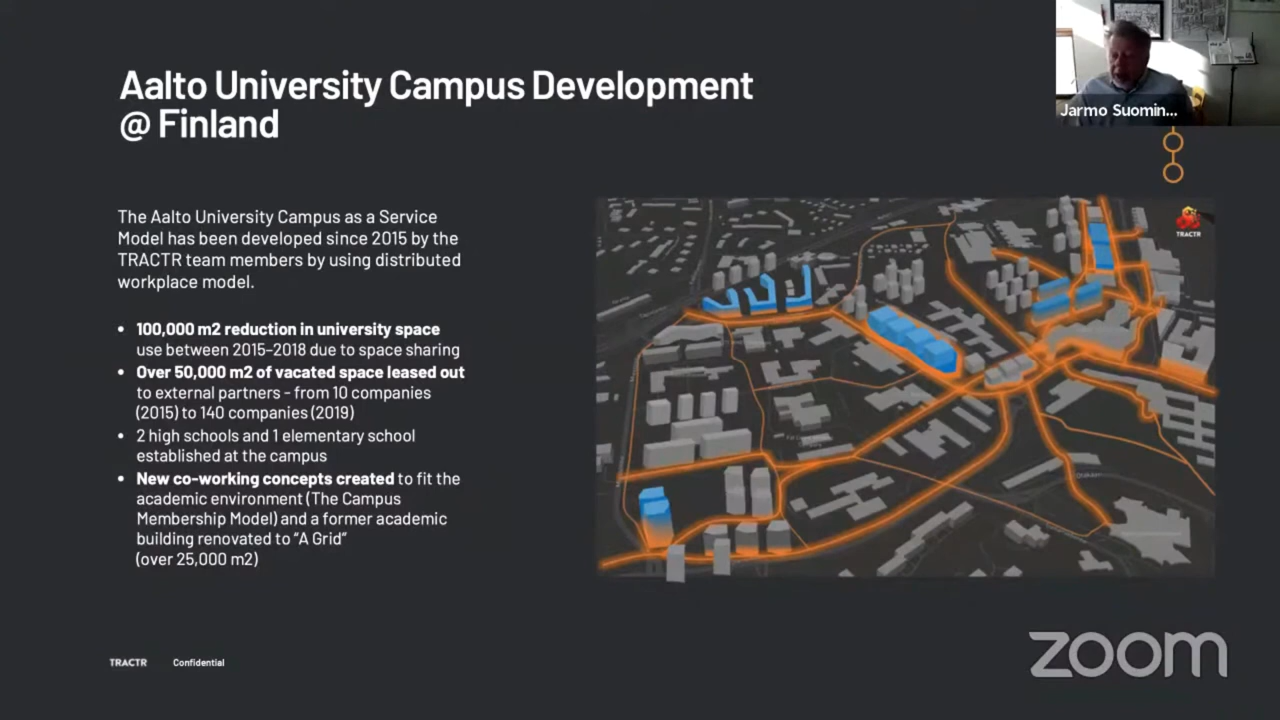 Aalto University Campus Development
@ Finland
Jarmo Suomin...
The Aalto University Campus as a Service
Model has been developed since 2015 by the
TRACTR team members by using distributed
workplace model.
• 100,000 m2 reduction in university space
use between 2015-2018 due to space sharing
• Over 50,000 m2 of vacated space leased out
to external partners - from 10 companies
(2015) to 140 companies (2019)
• 2 high schools and 1 elementary school
established at the campus
• New co-working concepts created to fit the
academic environment (The Campus
Membership Model) and a former academic
building renovated to “A Grid”
(over 25,000 m2)
TRACTR
TRACTR Confidential
zoom